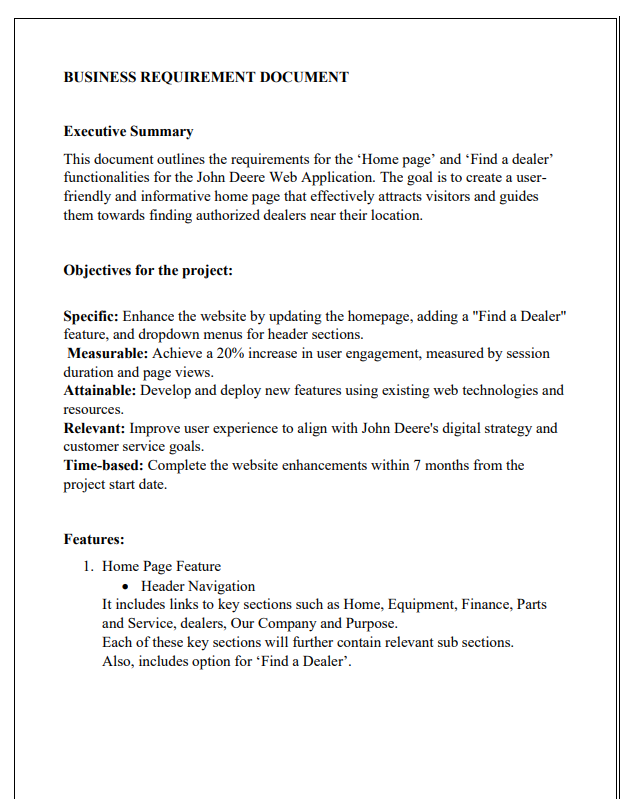 BUSINESS REQUIREMENT DOCUMENT
Executive Summary
This document outlines the requirements for the ‘Home page’ and ‘Find a dealer’
functionalities for the John Deere Web Application. The goal is to create a user-
friendly and informative home page that effectively attracts visitors and guides
them towards finding authorized dealers near their location.
Objectives for the project:
Specific: Enhance the website by updating the homepage, adding a "Find a Dealer"
feature, and dropdown menus for header sections.
Measurable: Achieve a 20% increase in user engagement, measured by session
duration and page views.
Attainable: Develop and deploy new features using existing web technologies and
resources.
Relevant: Improve user experience to align with John Deere's digital strategy and
customer service goals.
Time-based: Complete the website enhancements within 7 months from the
project start date.
Features:
1. Home Page Feature
• Header Navigation
It includes links to key sections such as Home, Equipment, Finance, Parts
and Service, dealers, Our Company and Purpose.
Each of these key sections will further contain relevant sub sections.
Also, includes option for ‘Find a Dealer’.